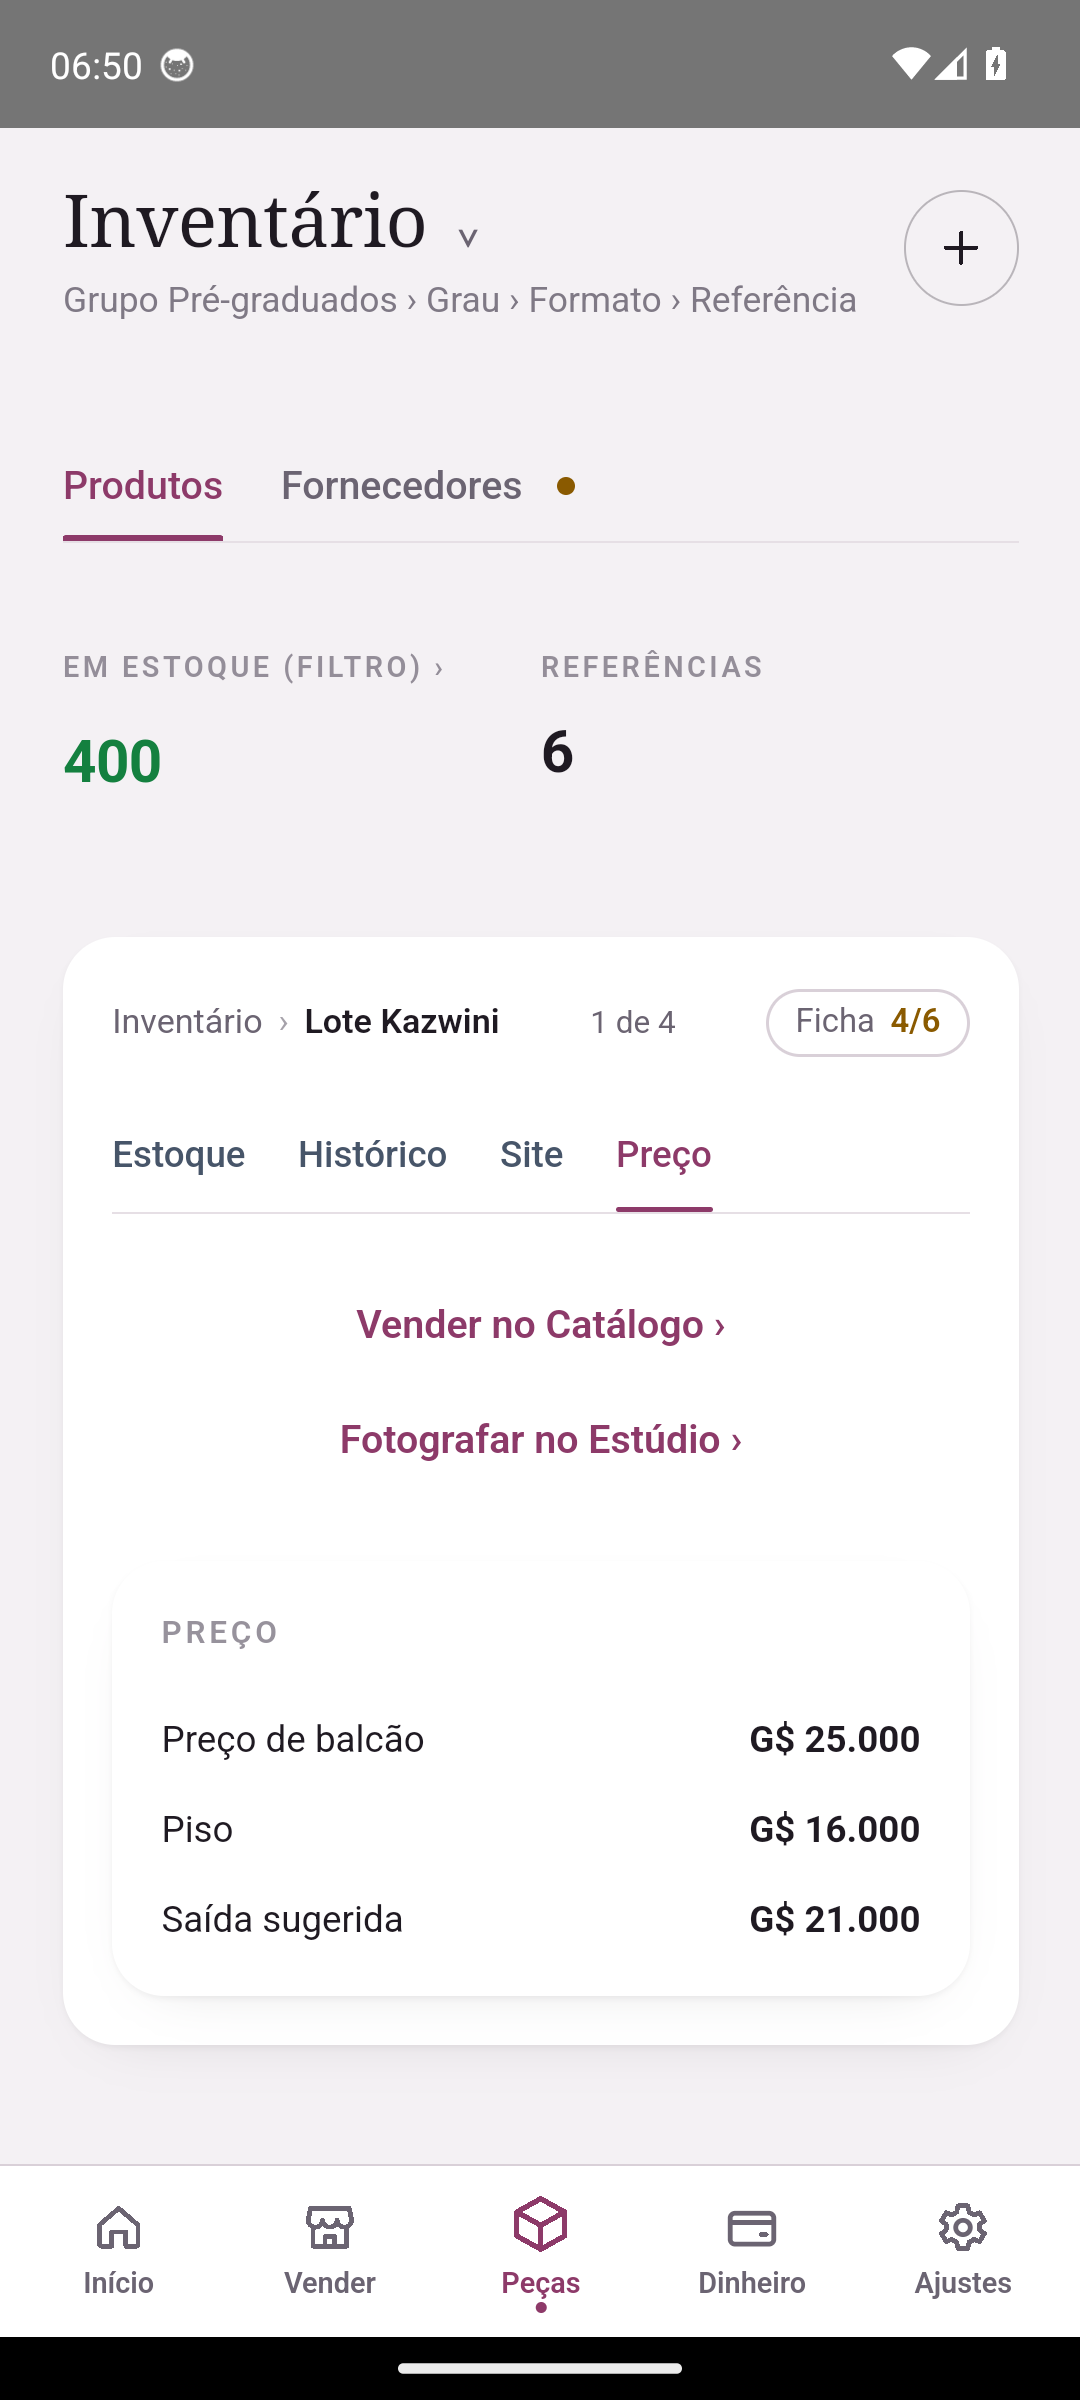 06:50
Inventário
Grupo Pré-graduados › Grau › Formato › Referência
Produtos
Fornecedores
EM ESTOQUE (FILTRO) ›
REFERÊNCIAS
400
6
Inventário › Lote Kazwini
1 de 4
Ficha 4/6
Estoque
Histórico
Site
Preço
Vender no Catálogo ›
Fotografar no Estúdio ›
PREÇO
Preço de balcão G$ 25.000
Piso G$ 16.000
Saída sugerida G$ 21.000
Início
Vender
Peças
Dinheiro
Ajustes